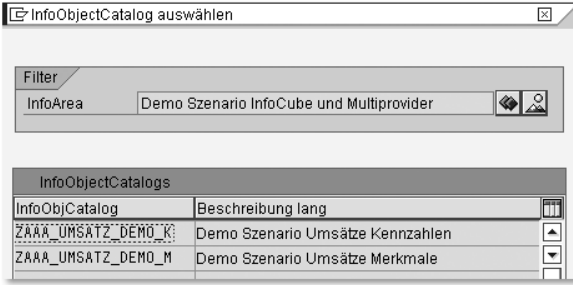 InfoObjectCatalog auswählen
Filter
InfoArea Demo Szenario InfoCube und Multiprovider
InfoObjectCatalogs
InfoObjCatalog Beschreibung lang
ZAAA_UMSATZ_DEMO_K Demo Szenario Umsätze Kennzahlen
ZAAA_UMSATZ_DEMO_M Demo Szenario Umsätze Merkmale